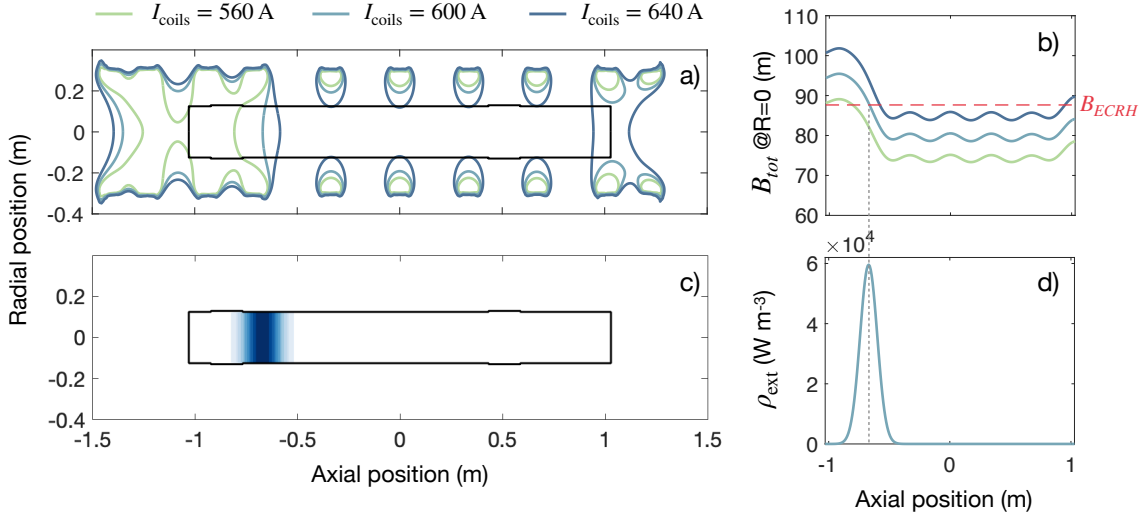 I_coils = 560 A I_coils = 600 A I_coils = 640 A
a)
0.2
0
-0.2
-0.4
Radial position (m)
c)
0.2
0
-0.2
-0.4
-1.5 -1 -0.5 0 0.5 1 1.5
Axial position (m)
b)
110
100
90
80
70
60
B_tot @R=0 (m)
B_ECRH
×10⁴
d)
6
4
2
0
ρ_ext (W m⁻³)
-1 0 1
Axial position (m)